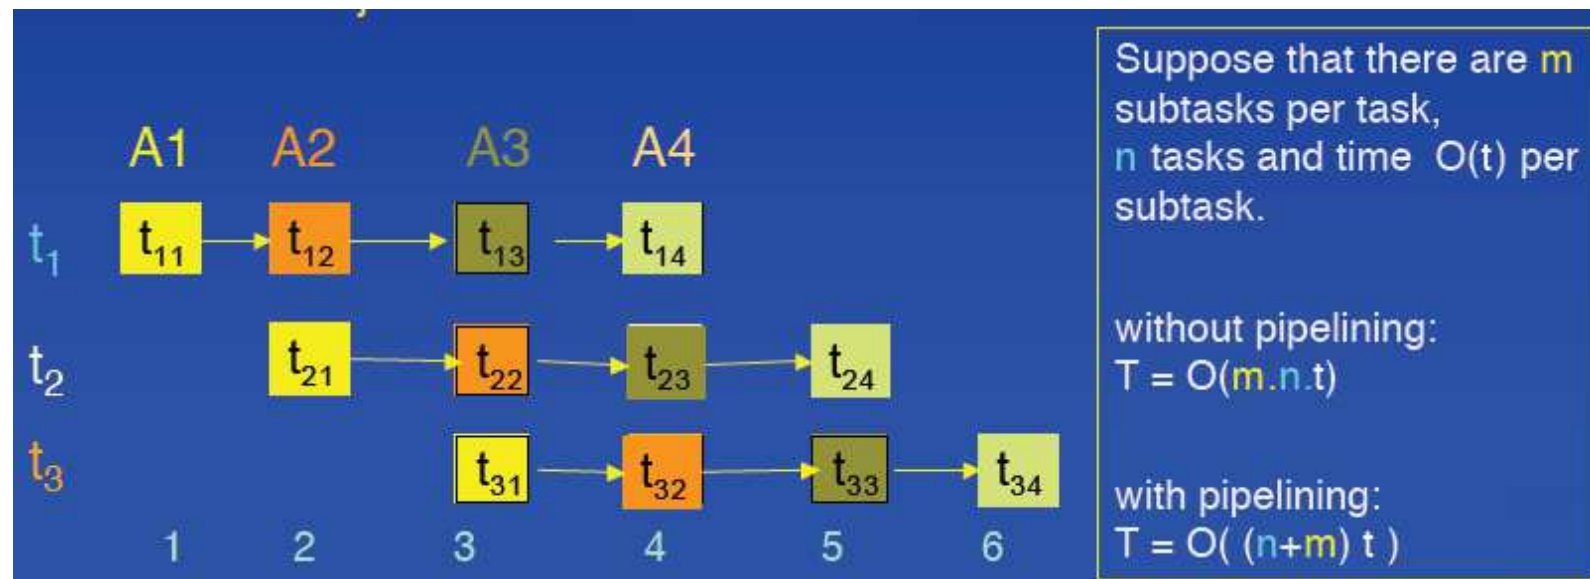 A1 A2 A3 A4
t₁ t₁₁ t₁₂ t₁₃ t₁₄
t₂ t₂₁ t₂₂ t₂₃ t₂₄
t₃ t₃₁ t₃₂ t₃₃ t₃₄
1 2 3 4 5 6
Suppose that there are m
subtasks per task,
n tasks and time O(t) per
subtask.
without pipelining:
T = O(m.n.t)
with pipelining:
T = O( (n+m) t )